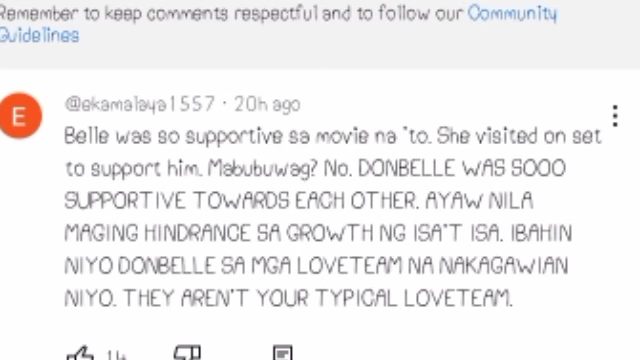 Remember to keep comments respectful and to follow our Community
Guidelines
E
@ekamalaya1557 · 20h ago
Belle was so supportive sa movie na 'to. She visited on set
to support him. Mabubuwag? No. DONBELLE WAS SOOO
SUPPORTIVE TOWARDS EACH OTHER. AYAW NILA
MAGING HINDRANCE SA GROWTH NG ISA'T ISA. IBAHIN
NIYO DONBELLE SA MGA LOVETEAM NA NAKAGAWIAN
NIYO. THEY AREN'T YOUR TYPICAL LOVETEAM.